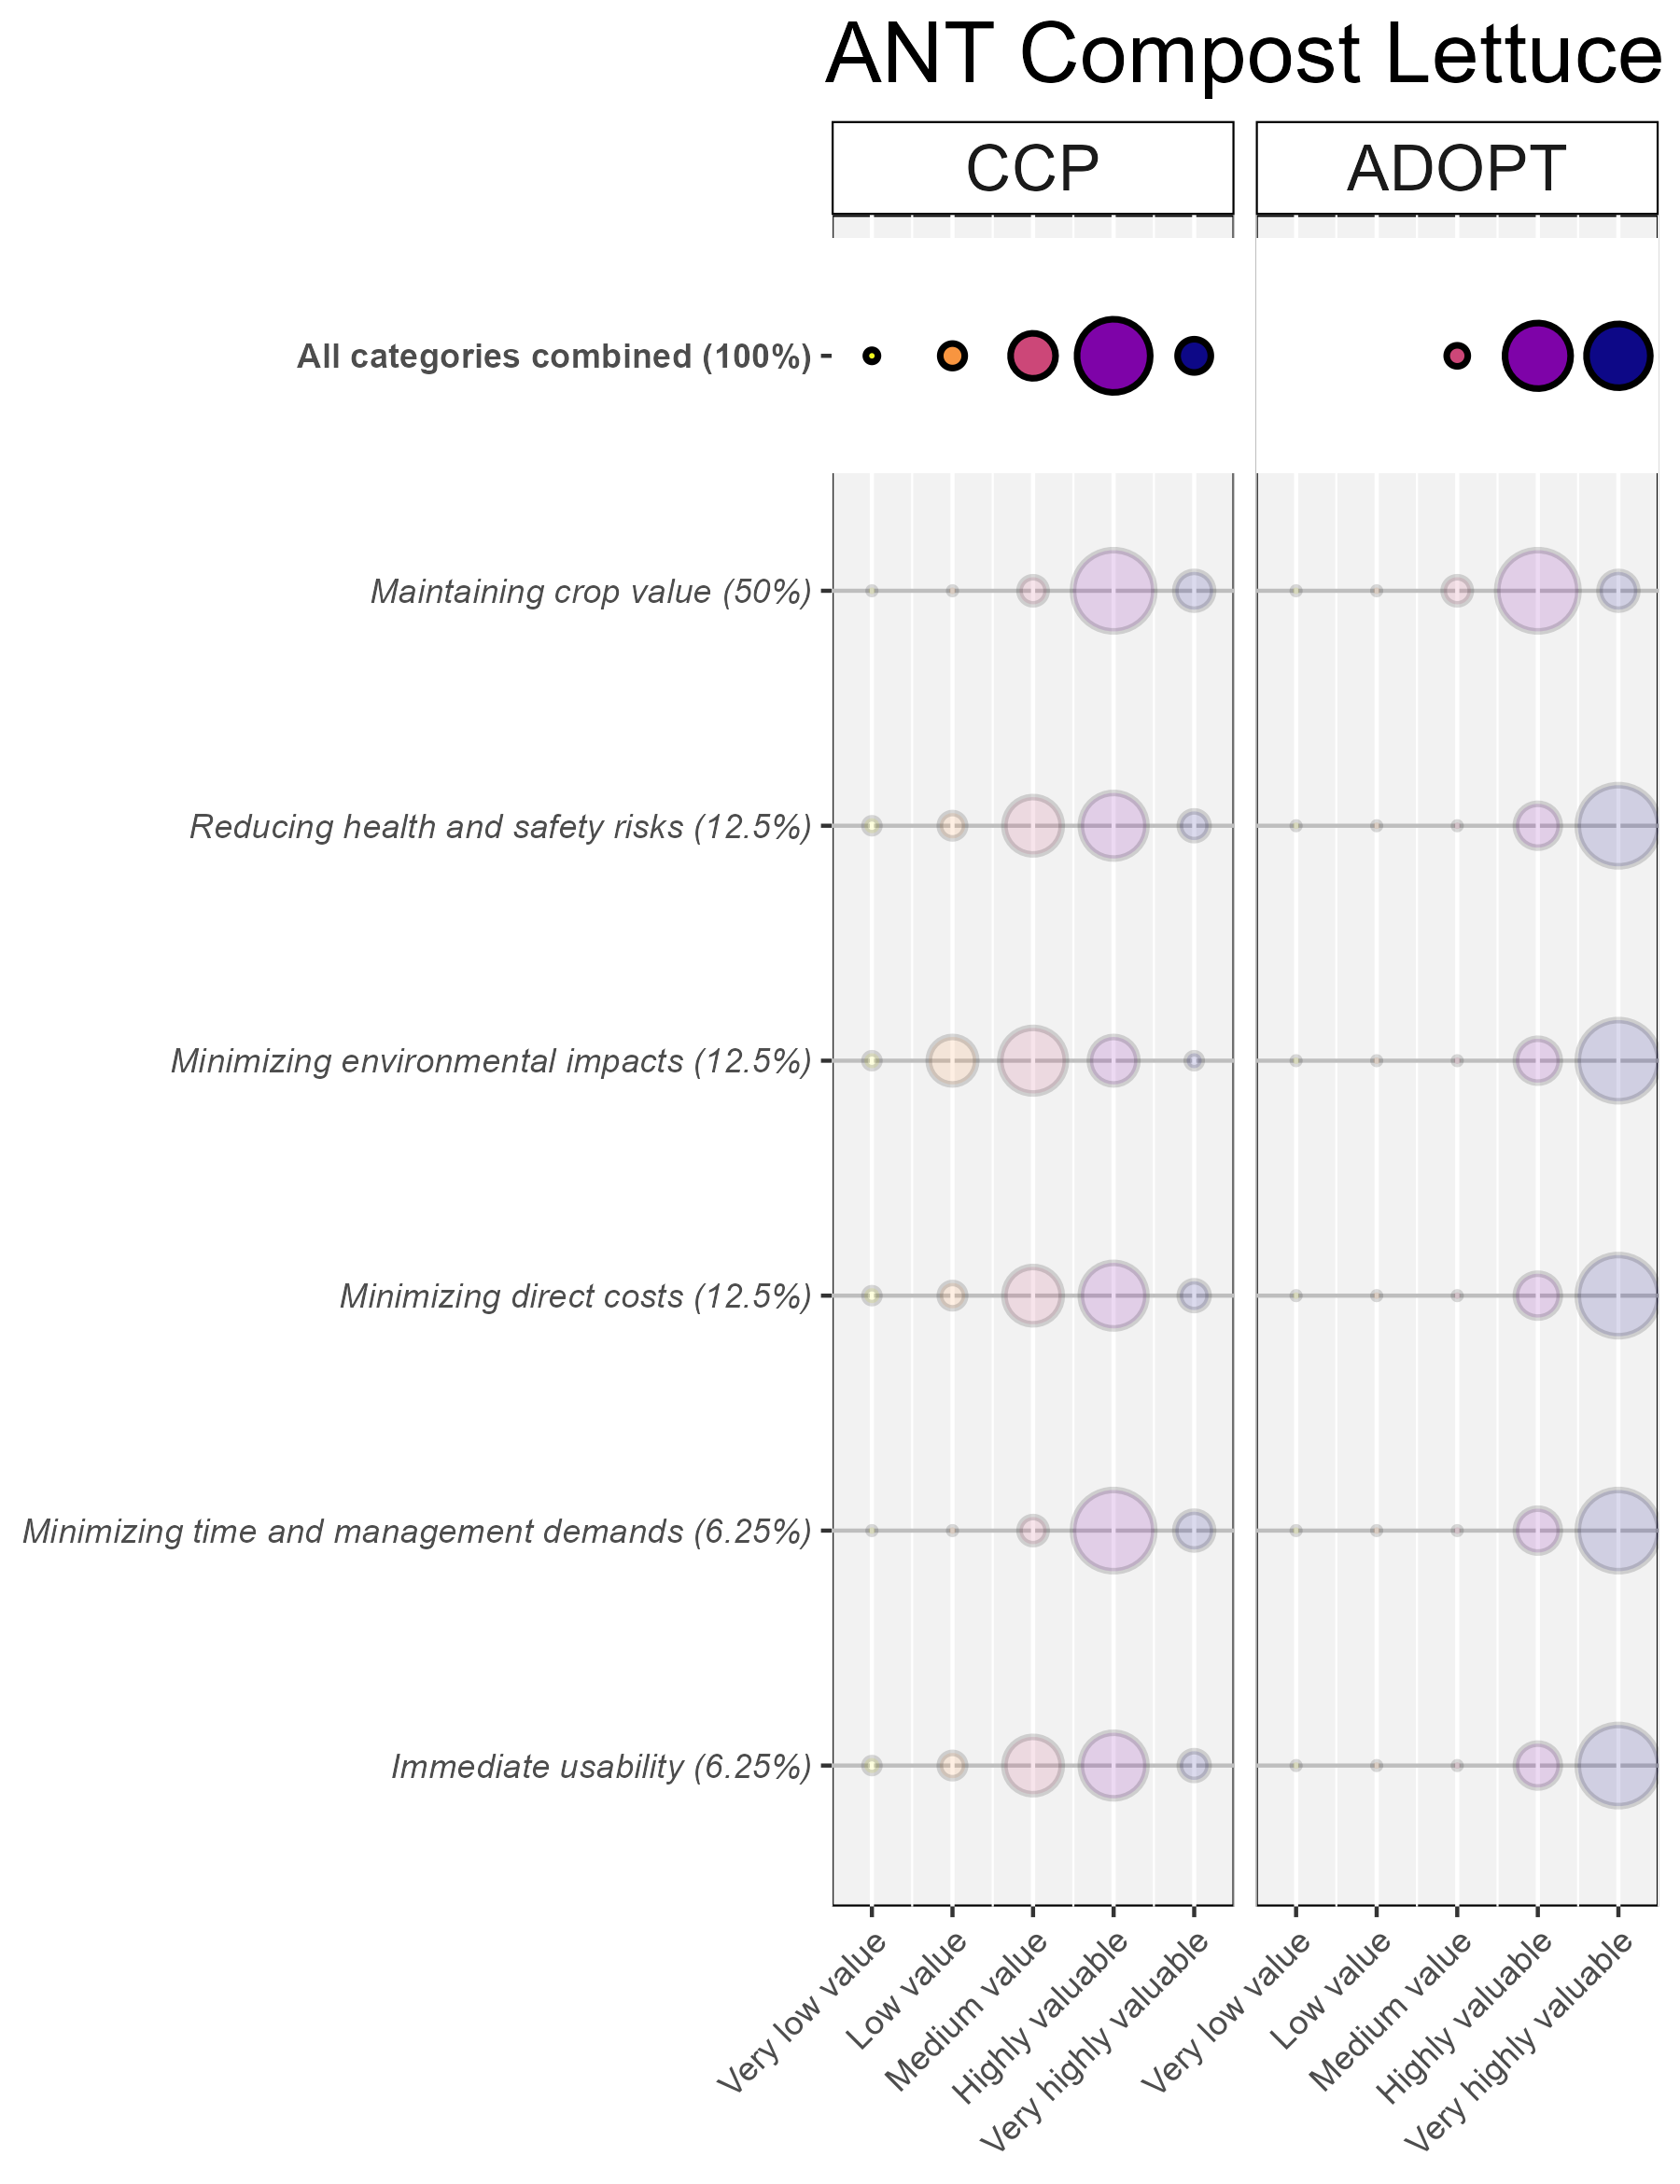 ANT Compost Lettuce
CCP
ADOPT
All categories combined (100%)
Maintaining crop value (50%)
Reducing health and safety risks (12.5%)
Minimizing environmental impacts (12.5%)
Minimizing direct costs (12.5%)
Minimizing time and management demands (6.25%)
Immediate usability (6.25%)
Very low value
Low value
Medium value
Highly valuable
Very highly valuable
Very low value
Low value
Medium value
Highly valuable
Very highly valuable